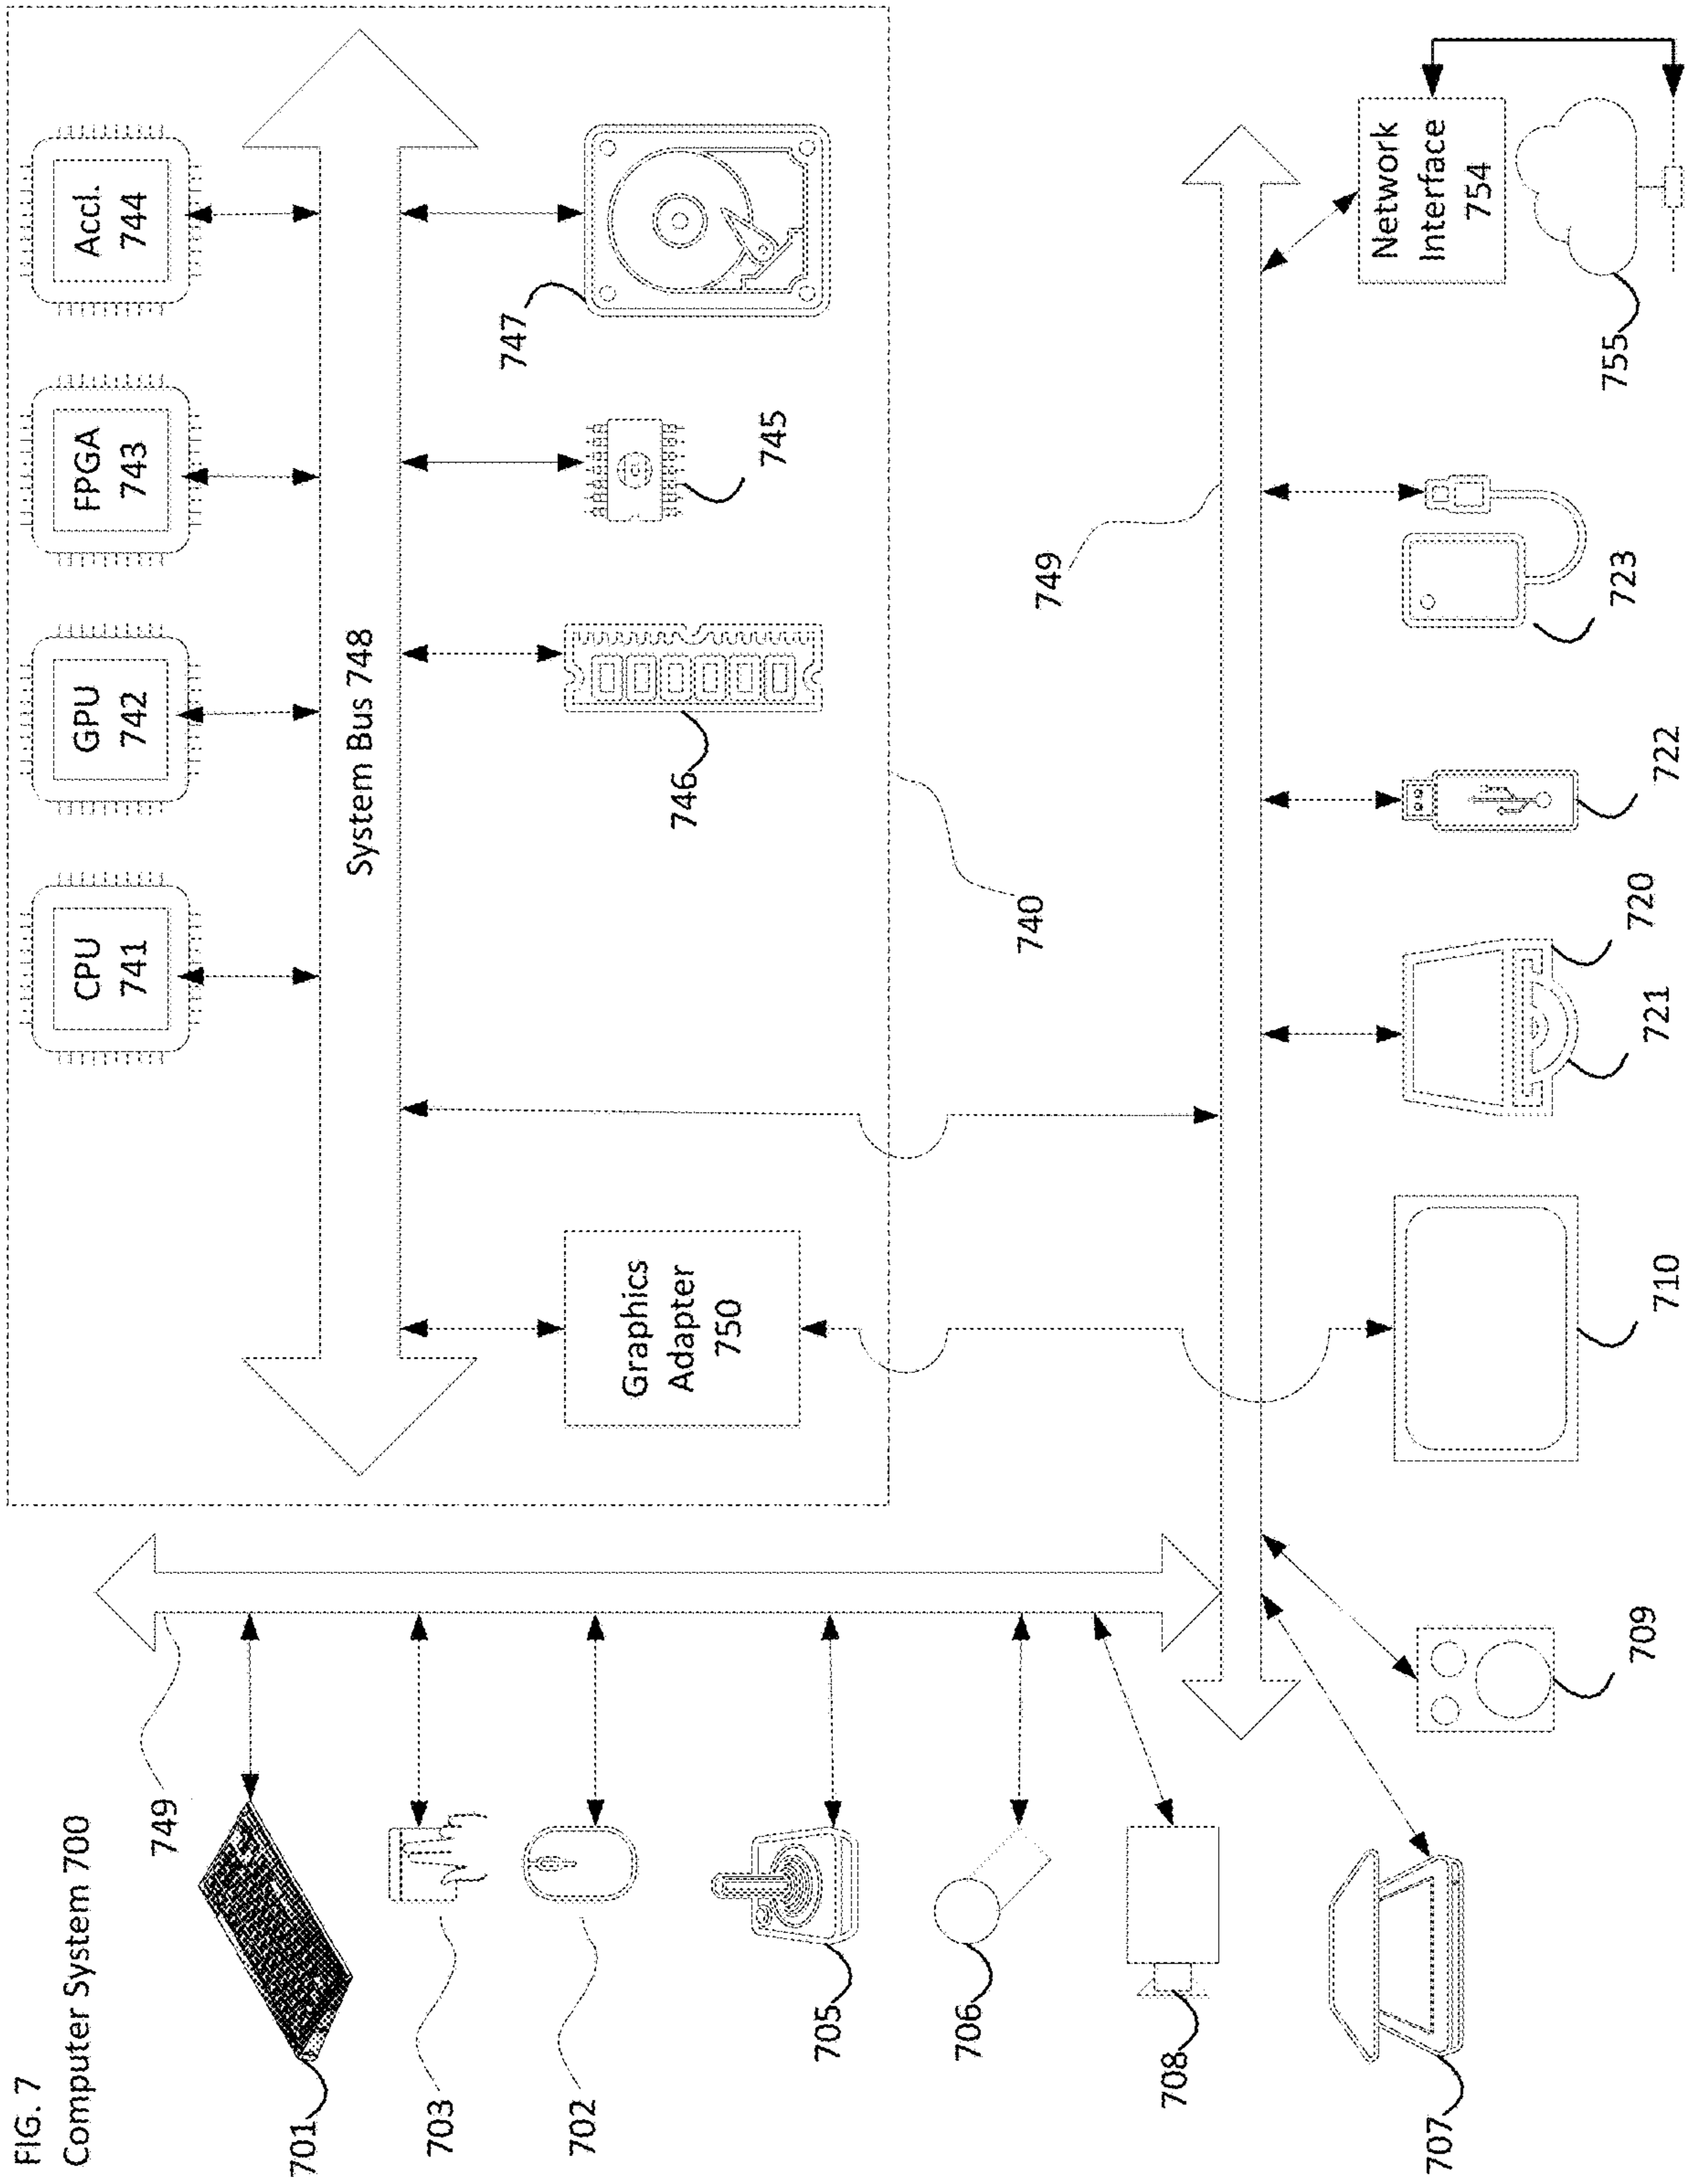 FIG. 7
Computer System 700
701
703
702
705
706
708
707
749
CPU
741
GPU
742
FPGA
743
Accl.
744
System Bus 748
Graphics
Adapter
750
746
745
747
740
749
709
710
721
720
722
723
755
Network
Interface
754